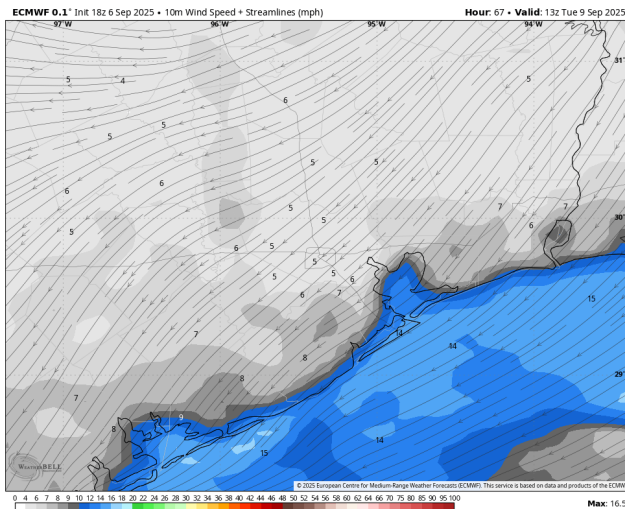 ECMWF 0.1° Init 18z 6 Sep 2025 • 10m Wind Speed + Streamlines (mph)
Hour: 67 • Valid: 13z Tue 9 Sep 2025
97°W 96°W 95°W 94°W
31°
5 4 5
6
5 5
5 5
6 6
5 7 7
5 30°
5 6
6 5
5
5 5 6
6 7
15
14
7 14
8
29°
8
7
9
8
14
15
WeatherBELL
© 2025 European Centre for Medium-Range Weather Forecasts (ECMWF). This service is based on data and products of the ECMW
0 4 6 7 8 9 10 12 14 16 18 20 22 24 26 28 30 32 34 36 38 40 42 44 46 48 50 52 54 56 58 60 65 70 75 80 85 90 95 100
Max: 16.5